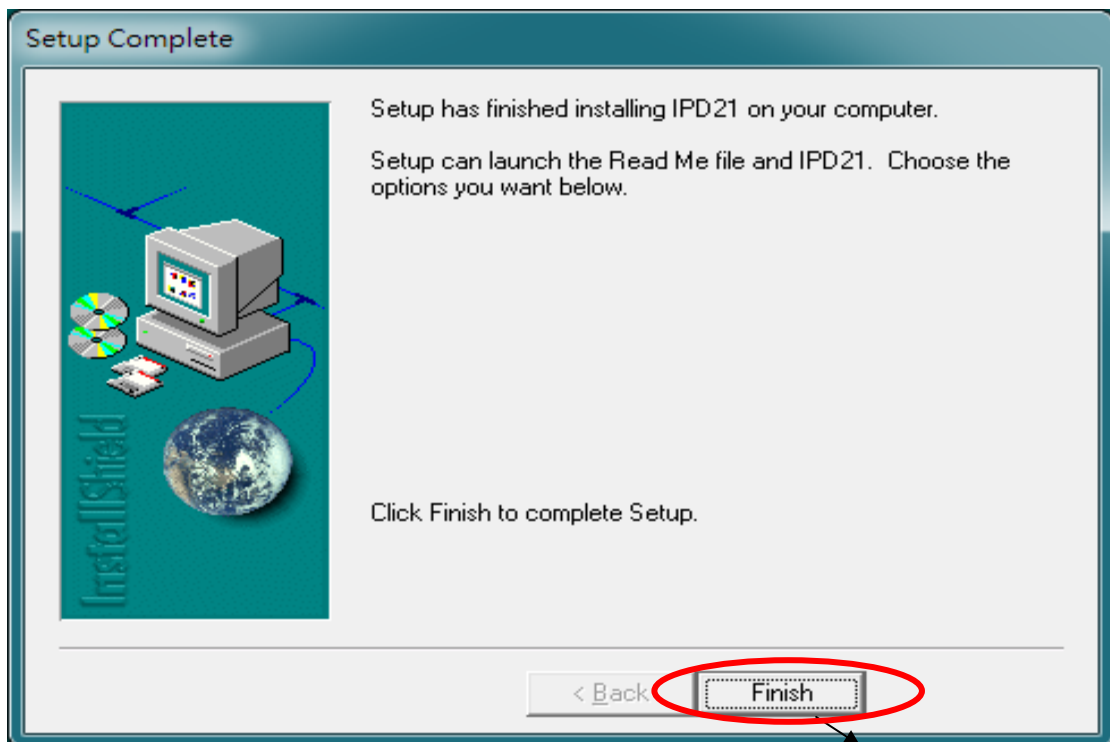 Setup Complete
Setup has finished installing IPD21 on your computer.
Setup can launch the Read Me file and IPD21.  Choose the
options you want below.
InstallShield
Click Finish to complete Setup.
< Back
Finish